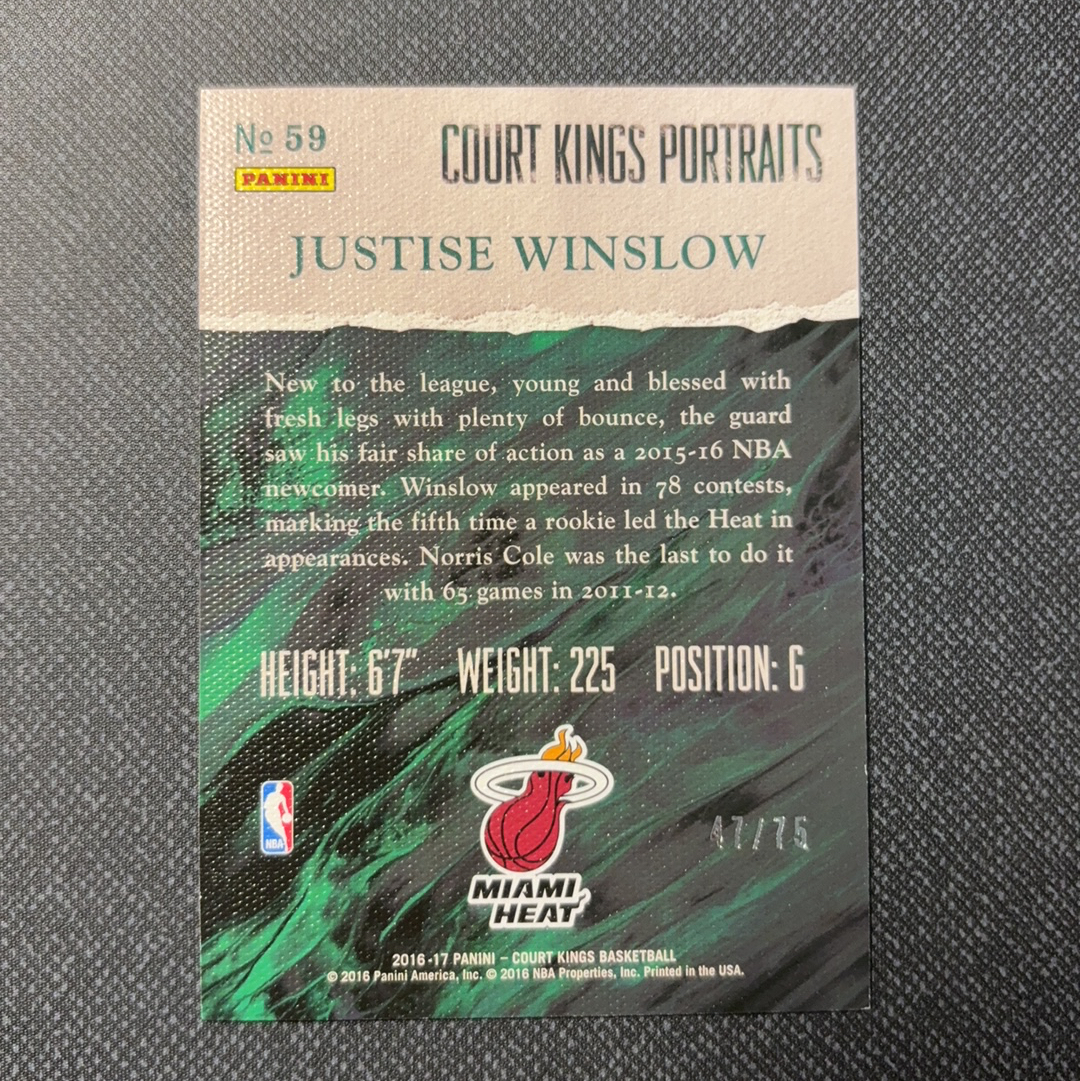 No 59
PANINI
COURT KINGS PORTRAITS
JUSTISE WINSLOW
New to the league, young and blessed with
fresh legs with plenty of bounce, the guard
saw his fair share of action as a 2015-16 NBA
newcomer. Winslow appeared in 78 contests,
marking the fifth time a rookie led the Heat in
appearances. Norris Cole was the last to do it
with 65 games in 2011-12.
HEIGHT: 6'7" WEIGHT: 225 POSITION: G
NBA
47/75
MIAMI
HEAT
2016-17 PANINI – COURT KINGS BASKETBALL
© 2016 Panini America, Inc. © 2016 NBA Properties, Inc. Printed in the USA.